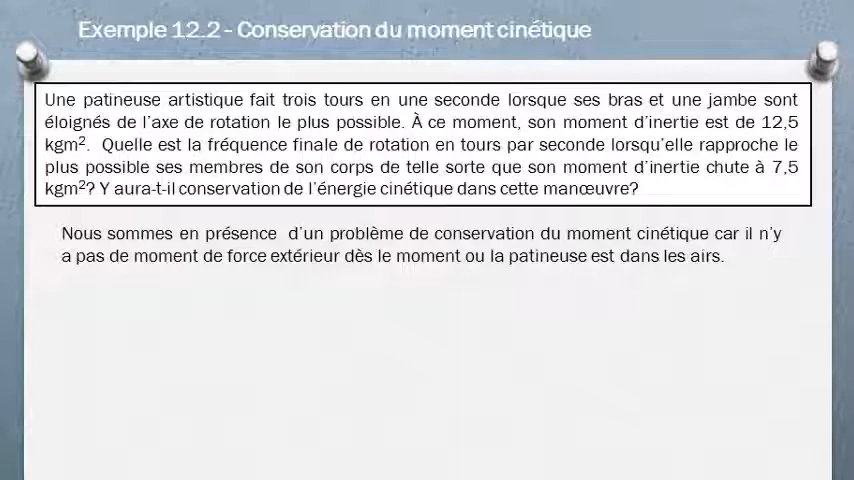 Exemple 12.2 - Conservation du moment cinétique
Une patineuse artistique fait trois tours en une seconde lorsque ses bras et une jambe sont
éloignés de l'axe de rotation le plus possible. À ce moment, son moment d'inertie est de 12,5
kgm². Quelle est la fréquence finale de rotation en tours par seconde lorsqu'elle rapproche le
plus possible ses membres de son corps de telle sorte que son moment d'inertie chute à 7,5
kgm²? Y aura-t-il conservation de l'énergie cinétique dans cette manœuvre?
Nous sommes en présence d'un problème de conservation du moment cinétique car il n'y
a pas de moment de force extérieur dès le moment ou la patineuse est dans les airs.